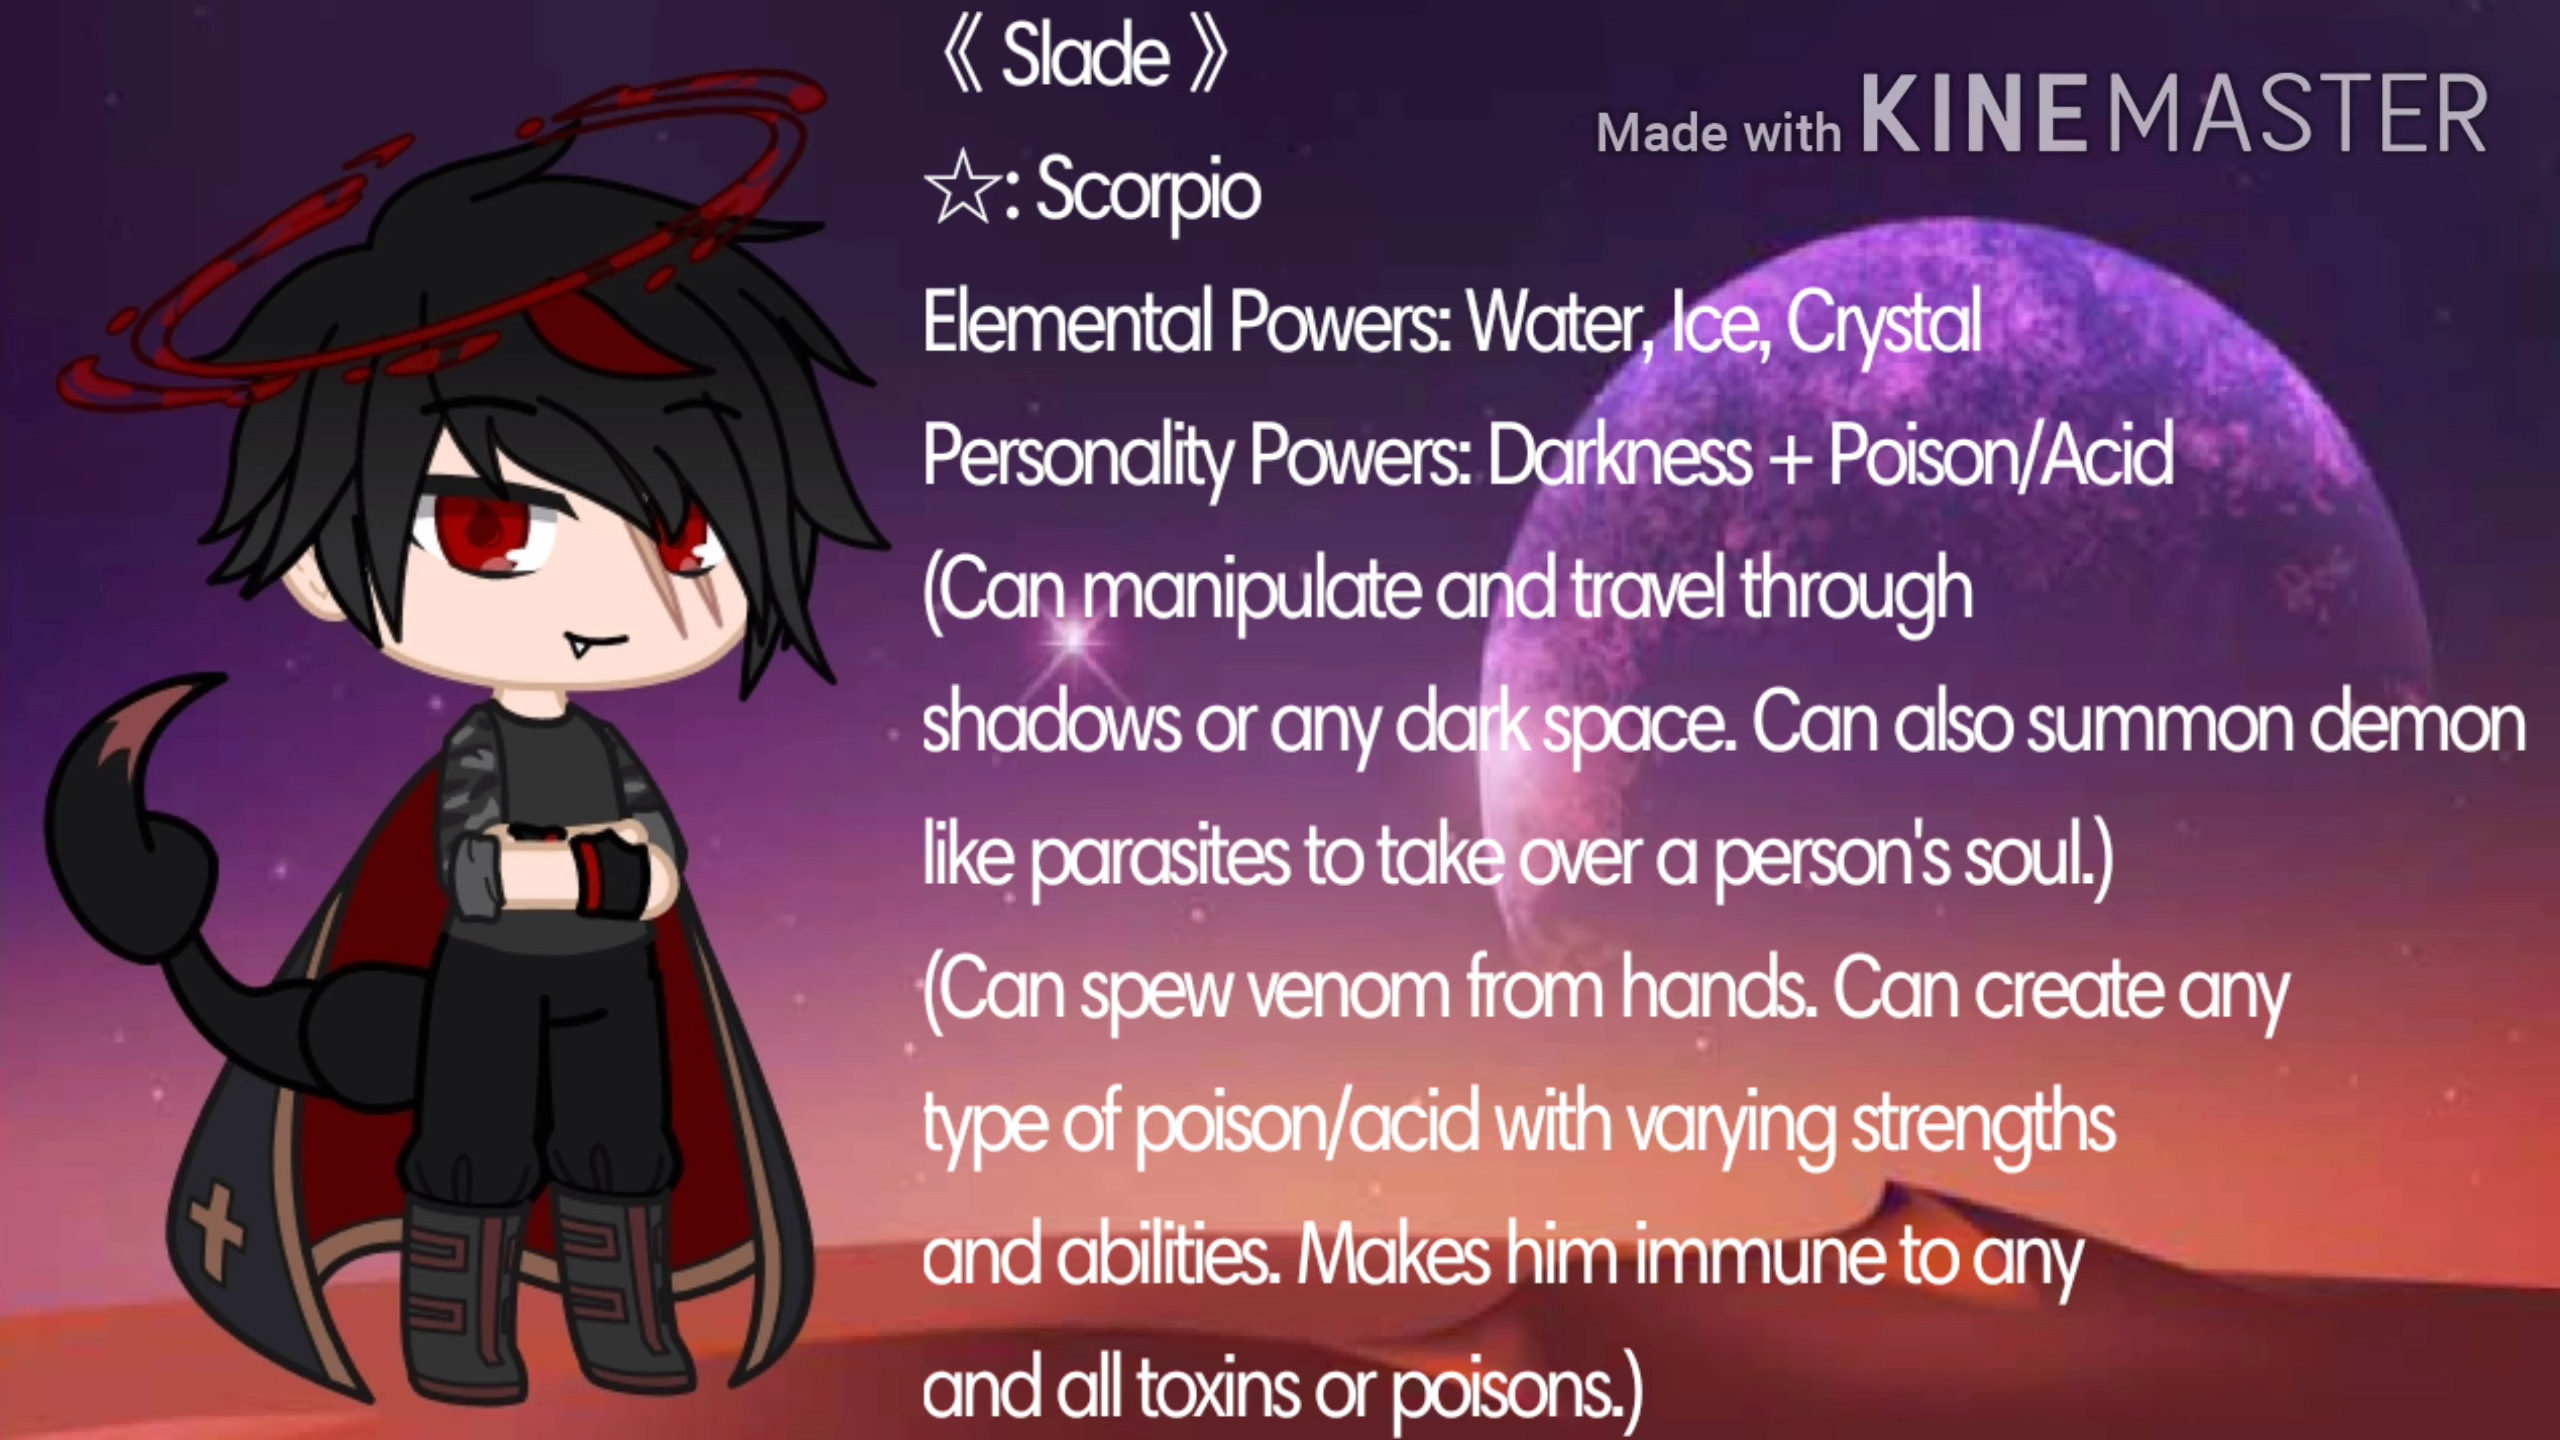 《 Slade 》
Made with KINEMASTER
☆: Scorpio
Elemental Powers: Water, Ice, Crystal
Personality Powers: Darkness + Poison/Acid
(Can manipulate and travel through
shadows or any dark space. Can also summon demon
like parasites to take over a person's soul.)
(Can spew venom from hands. Can create any
type of poison/acid with varying strengths
and abilities. Makes him immune to any
and all toxins or poisons.)